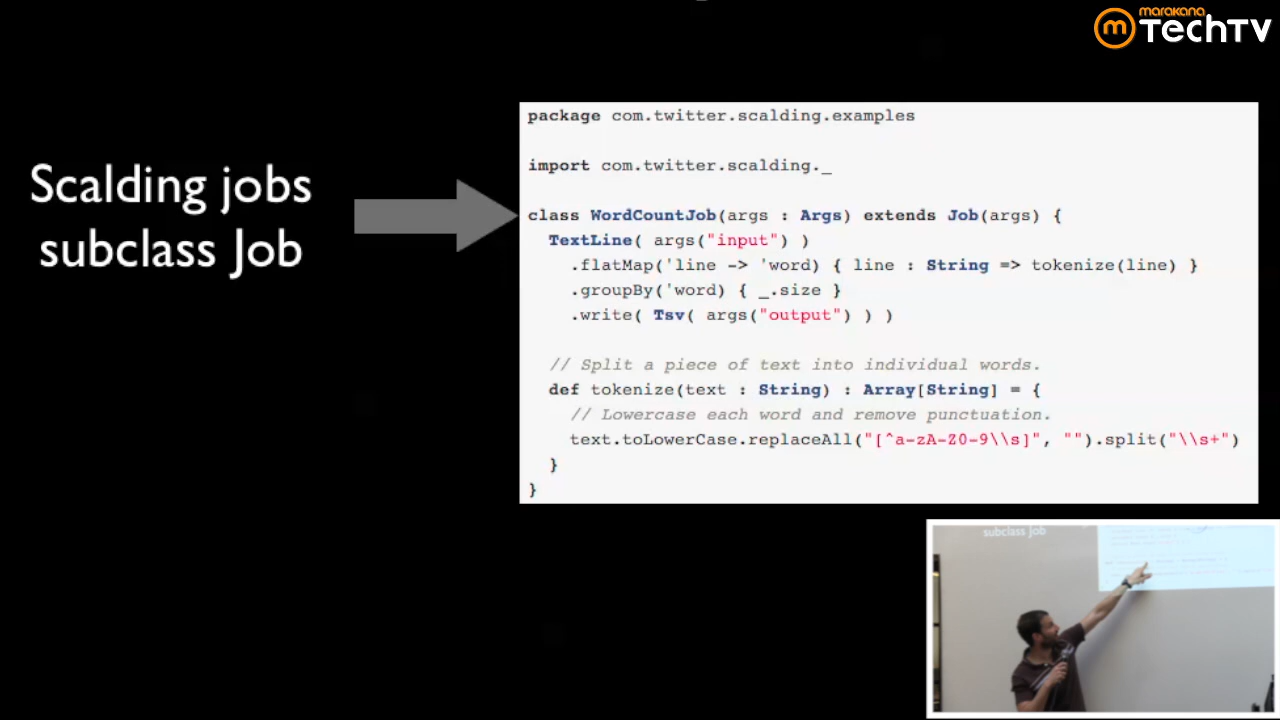 marakana
TechTV
Scalding jobs
subclass Job
package com.twitter.scalding.examples
import com.twitter.scalding._
class WordCountJob(args : Args) extends Job(args) {
  TextLine( args("input") )
    .flatMap('line -> 'word) { line : String => tokenize(line) }
    .groupBy('word) { _.size }
    .write( Tsv( args("output") ) )
  // Split a piece of text into individual words.
  def tokenize(text : String) : Array[String] = {
    // Lowercase each word and remove punctuation.
    text.toLowerCase.replaceAll("[^a-zA-Z0-9\\s]", "").split("\\s+")
  }
}
subclass Job